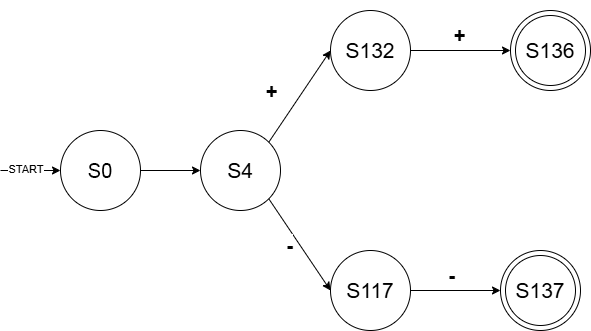 S132
+
S136
+
START
S0
S4
-
S117
-
S137